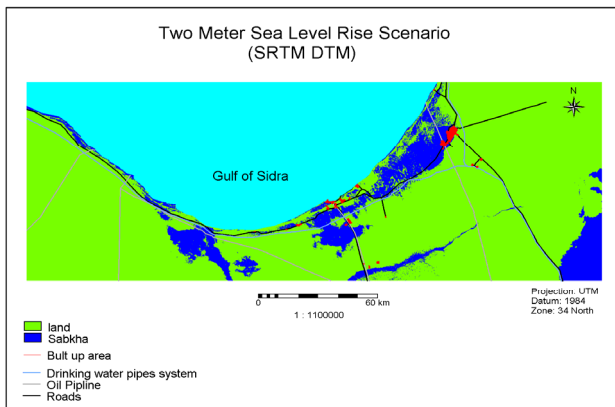 Two Meter Sea Level Rise Scenario
(SRTM DTM)
N
Gulf of Sidra
0 60 km
1 : 1100000
Projection: UTM
Datum: 1984
Zone: 34 North
land
Sabkha
Bult up area
Drinking water pipes system
Oil Pipline
Roads